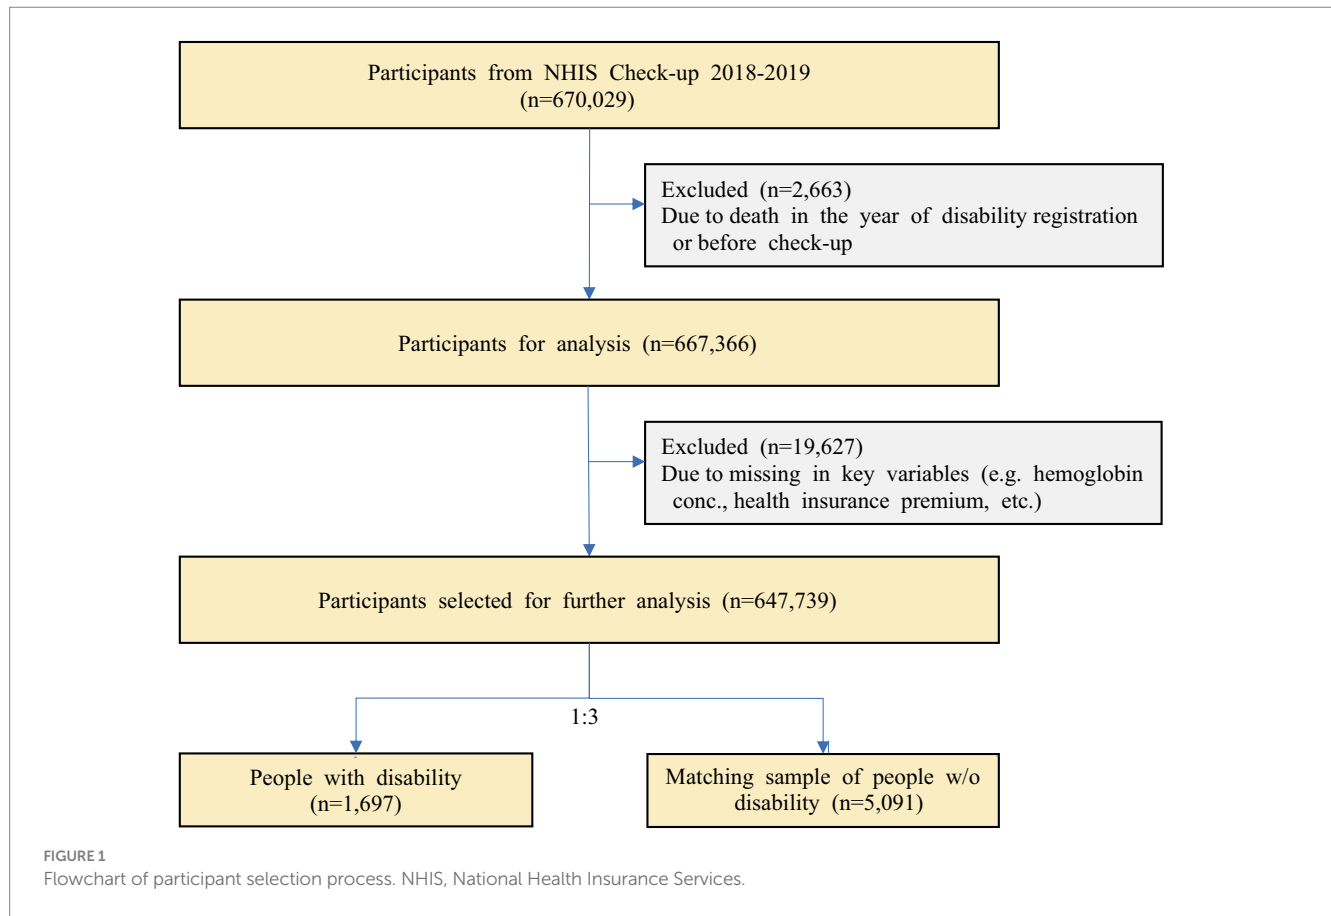 Participants from NHIS Check-up 2018-2019
(n=670,029)
Excluded (n=2,663)
Due to death in the year of disability registration
or before check-up
Participants for analysis (n=667,366)
Excluded (n=19,627)
Due to missing in key variables (e.g. hemoglobin
conc., health insurance premium, etc.)
Participants selected for further analysis (n=647,739)
1:3
People with disability
(n=1,697)
Matching sample of people w/o
disability (n=5,091)
FIGURE 1
Flowchart of participant selection process. NHIS, National Health Insurance Services.